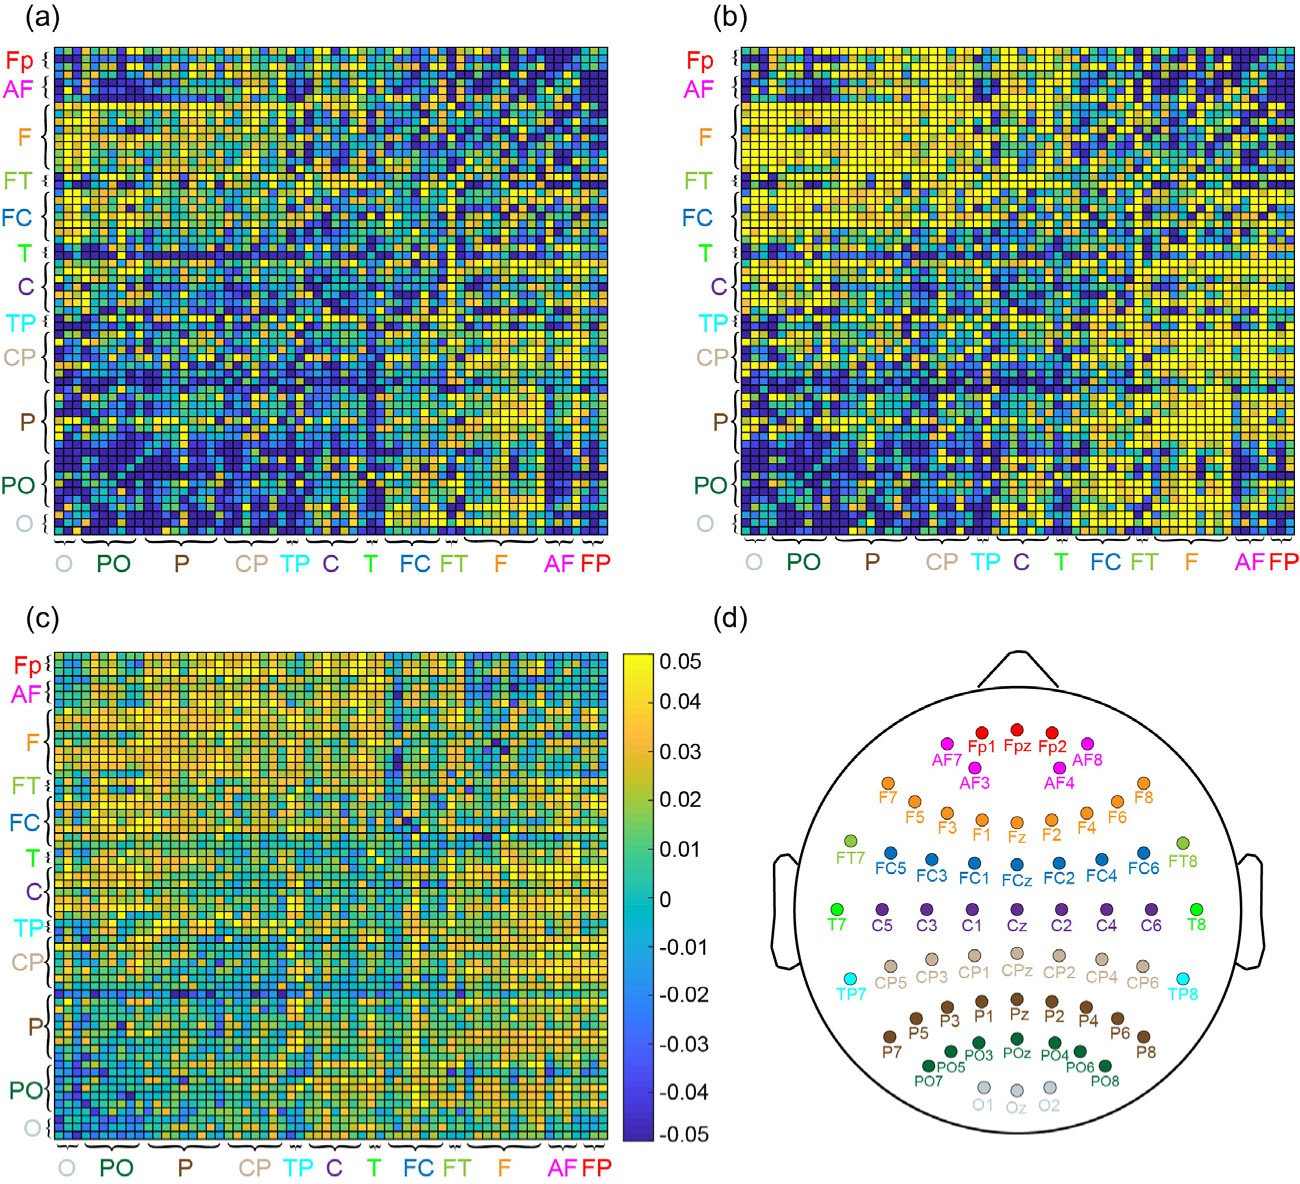 (a)
Fp
AF
F
FT
FC
T
C
TP
CP
P
PO
O
O PO P CP TP C T FC FT F AF FP
(b)
Fp
AF
F
FT
FC
T
C
TP
CP
P
PO
O
O PO P CP TP C T FC FT F AF FP
(c)
Fp
AF
F
FT
FC
T
C
TP
CP
P
PO
O
O PO P CP TP C T FC FT F AF FP
0.05
0.04
0.03
0.02
0.01
0
-0.01
-0.02
-0.03
-0.04
-0.05
(d)
Fp1 Fpz Fp2
AF7 AF8
AF3 AF4
F7 F8
F5 F3 F1 Fz F2 F4 F6
FT7 FT8
FC5 FC3 FC1 FCz FC2 FC4 FC6
T7 C5 C3 C1 Cz C2 C4 C6 T8
CP5 CP3 CP1 CPz CP2 CP4 CP6
TP7 TP8
P7 P5 P3 P1 Pz P2 P4 P6 P8
PO7 PO5 PO3 POz PO4 PO6 PO8
O1 Oz O2